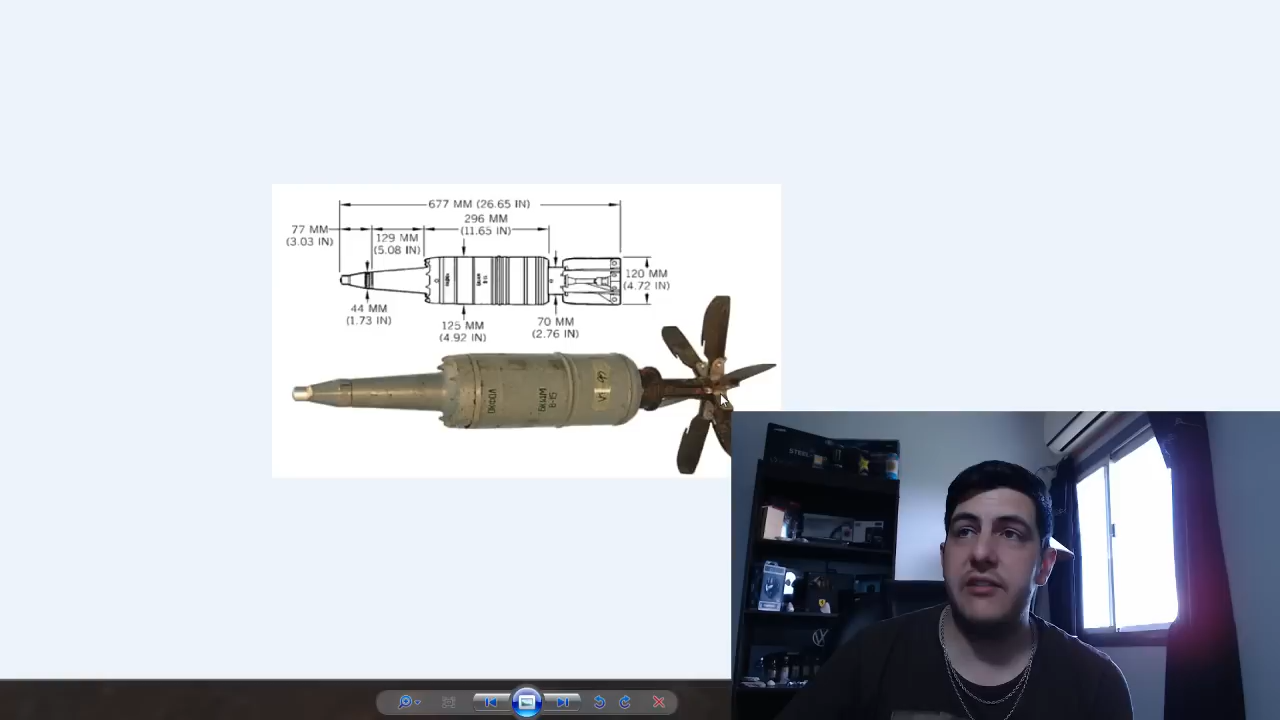 677 MM (26.65 IN)
77 MM
(3.03 IN)
129 MM
(5.08 IN)
296 MM
(11.65 IN)
120 MM
(4.72 IN)
44 MM
(1.73 IN)
125 MM
(4.92 IN)
70 MM
(2.76 IN)
STEEL